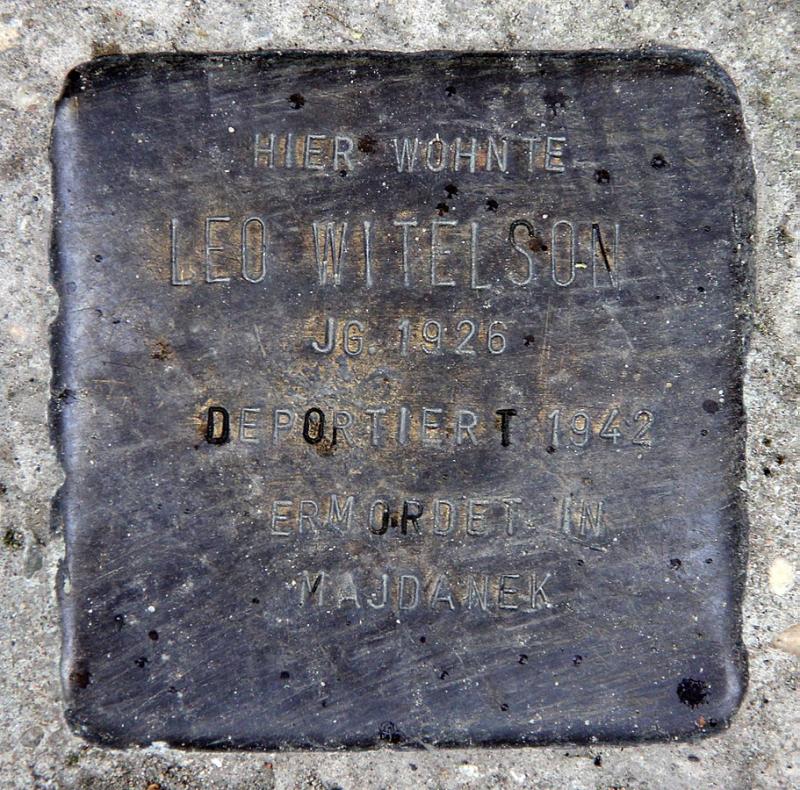 HIER WOHNTE
LEO WITELSON
JG. 1926
DEPORTIERT 1942
ERMORDET IN
MAJDANEK